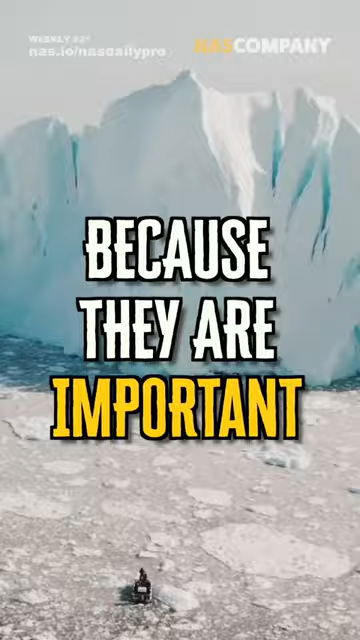 nas.io/nasdailypro
NASCOMPANY
BECAUSE
THEY ARE
IMPORTANT